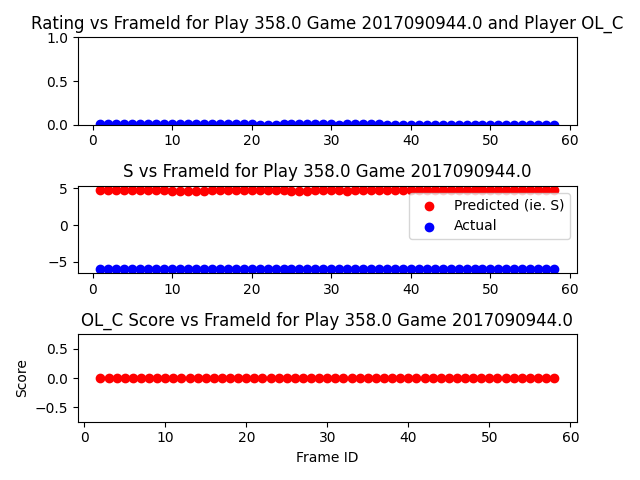 Rating vs FrameId for Play 358.0 Game 2017090944.0 and Player OL_C
1.0
0.5
0.0
0 10 20 30 40 50 60
S vs FrameId for Play 358.0 Game 2017090944.0
5
0
−5
Predicted (ie. S)
Actual
0 10 20 30 40 50 60
OL_C Score vs FrameId for Play 358.0 Game 2017090944.0
Score
0.5
0.0
−0.5
0 10 20 30 40 50 60
Frame ID